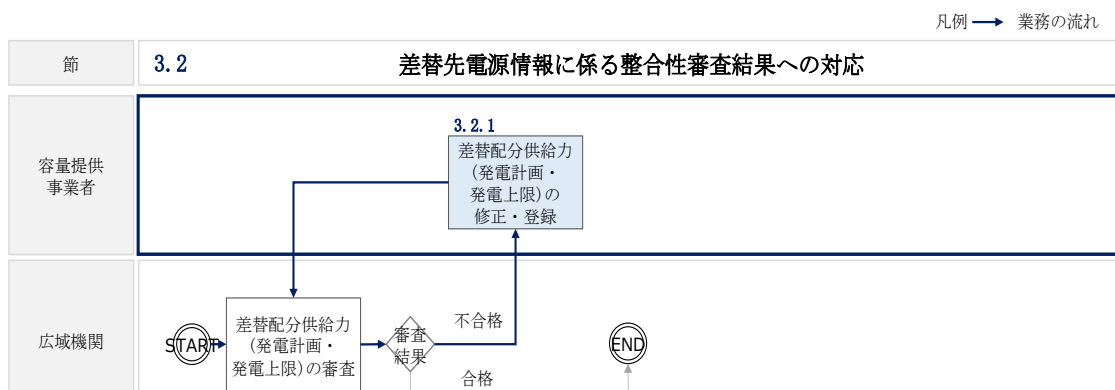 凡例 業務の流れ
節
3.2 差替先電源情報に係る整合性審査結果への対応
容量提供
事業者
3.2.1
差替配分供給力
(発電計画・
発電上限)の
修正・登録
広域機関
START
差替配分供給力
(発電計画・
発電上限)の審査
審査
結果
不合格
合格
END